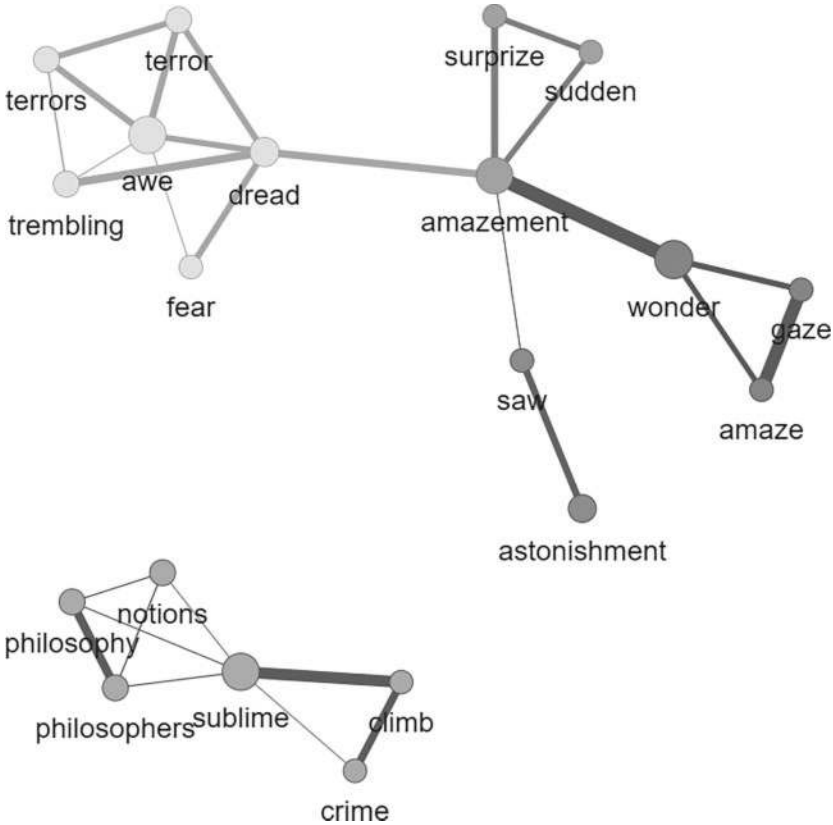 surprize
terror
sudden
terrors
awe
dread
trembling
amazement
fear
wonder
gaze
saw
amaze
astonishment
notions
philosophy
sublime
climb
philosophers
crime